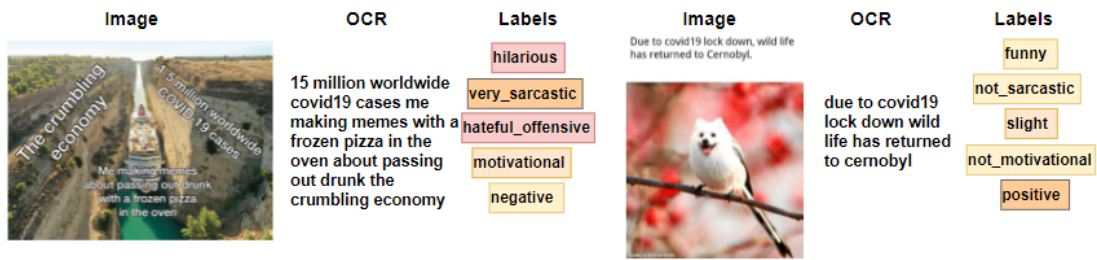 Image
OCR
Labels
The crumbling
economy
1.5 million worldwide
COVID 19 cases
Me making memes
about passing out drunk
with a frozen pizza
in the oven
15 million worldwide
covid19 cases me
making memes with a
frozen pizza in the
oven about passing
out drunk the
crumbling economy
hilarious
very_sarcastic
hateful_offensive
motivational
negative
Image
OCR
Labels
Due to covid19 lock down, wild life
has returned to Cernobyl.
due to covid19
lock down wild
life has returned
to cernobyl
funny
not_sarcastic
slight
not_motivational
positive